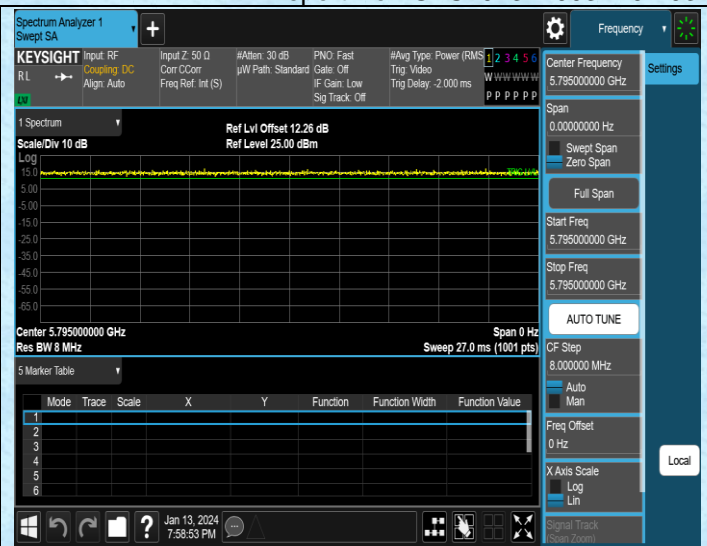 Spectrum Analyzer 1
Swept SA
Frequency
KEYSIGHT
RL
LXI
Input: RF
Coupling: DC
Align: Auto
Input Z: 50 Ω
Corr CCorr
Freq Ref: Int (S)
#Atten: 30 dB
µW Path: Standard
PNO: Fast
Gate: Off
IF Gain: Low
Sig Track: Off
#Avg Type: Power (RMS
Trig: Video
Trig Delay: -2.000 ms
1 2 3 4 5 6
W W W W W W
P P P P P P
1 Spectrum
Scale/Div 10 dB
Ref Lvl Offset 12.26 dB
Ref Level 25.00 dBm
Log
15.0
5.00
-5.00
-15.0
-25.0
-35.0
-45.0
-55.0
-65.0
Center 5.795000000 GHz
Res BW 8 MHz
Span 0 Hz
Sweep 27.0 ms (1001 pts)
5 Marker Table
Mode Trace Scale X Y Function Function Width Function Value
1
2
3
4
5
6
Jan 13, 2024
7:58:53 PM
Center Frequency
5.795000000 GHz
Settings
Span
0.00000000 Hz
Swept Span
Zero Span
Full Span
Start Freq
5.795000000 GHz
Stop Freq
5.795000000 GHz
AUTO TUNE
CF Step
8.000000 MHz
Auto
Man
Freq Offset
0 Hz
X Axis Scale
Log
Lin
Signal Track
(Span Zoom)
Local